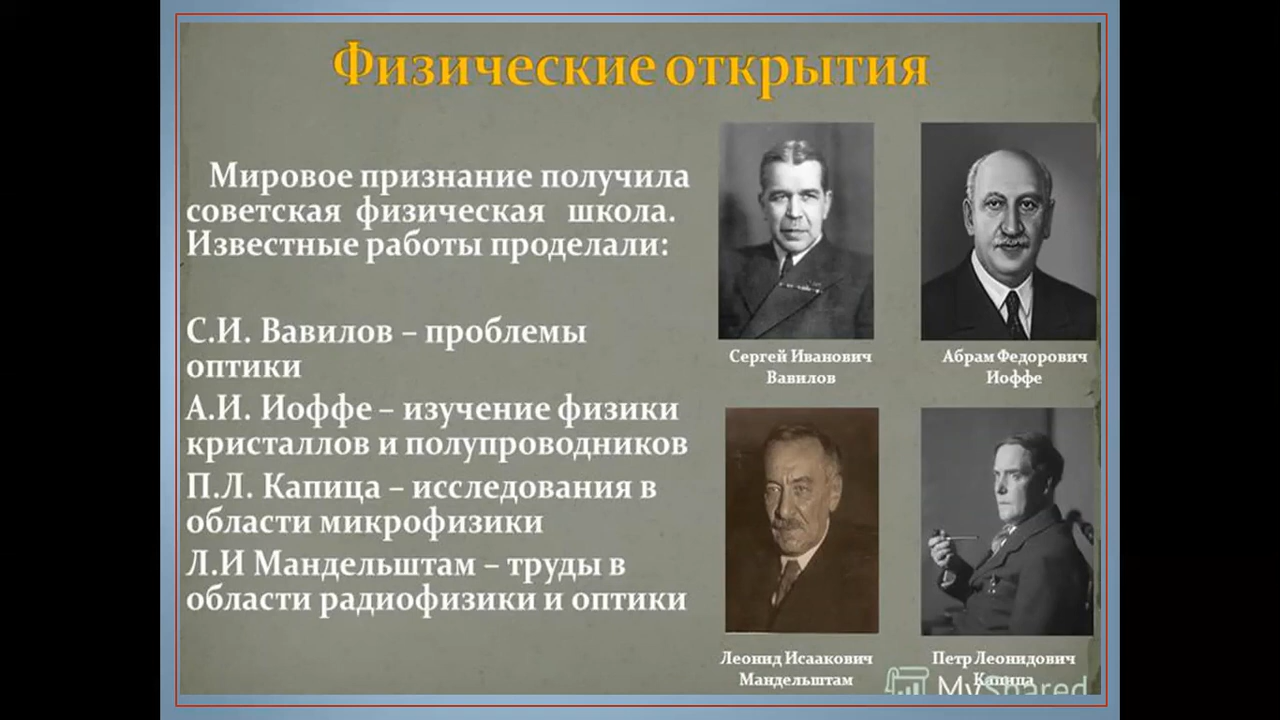 Физические открытия
Мировое признание получила
советская физическая школа.
Известные работы проделали:
С.И. Вавилов – проблемы
оптики
А.И. Иоффе – изучение физики
кристаллов и полупроводников
П.Л. Капица – исследования в
области микрофизики
Л.И Мандельштам – труды в
области радиофизики и оптики
Сергей Иванович
Вавилов
Абрам Федорович
Иоффе
Леонид Исаакович
Мандельштам
Петр Леонидович
Капица
MyShared